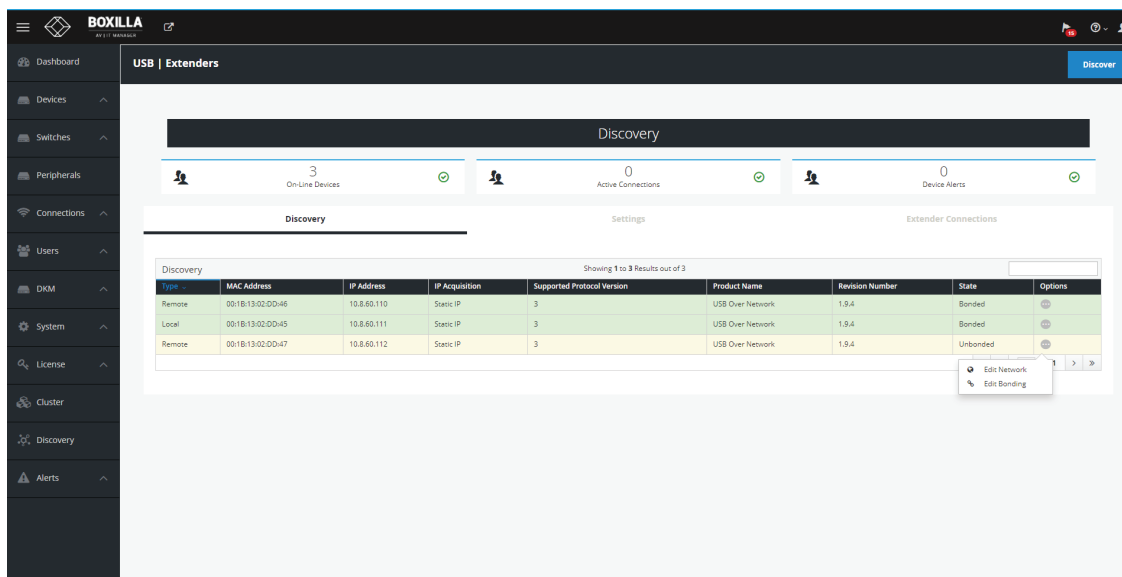 BOXILLA
AV | IT MANAGER
15
Dashboard
USB | Extenders
Discover
Devices
Switches
Discovery
Peripherals
3
On-Line Devices
0
Active Connections
0
Device Alerts
Connections
Discovery Settings Extender Connections
Users
Discovery Showing 1 to 3 Results out of 3
Type MAC Address IP Address IP Acquisition Supported Protocol Version Product Name Revision Number State Options
DKM
Remote 00:1B:13:02:DD:46 10.8.60.110 Static IP 3 USB Over Network 1.9.4 Bonded
System
Local 00:1B:13:02:DD:45 10.8.60.111 Static IP 3 USB Over Network 1.9.4 Bonded
Remote 00:1B:13:02:DD:47 10.8.60.112 Static IP 3 USB Over Network 1.9.4 Unbonded
License
1 > »
Edit Network
Edit Bonding
Cluster
Discovery
Alerts